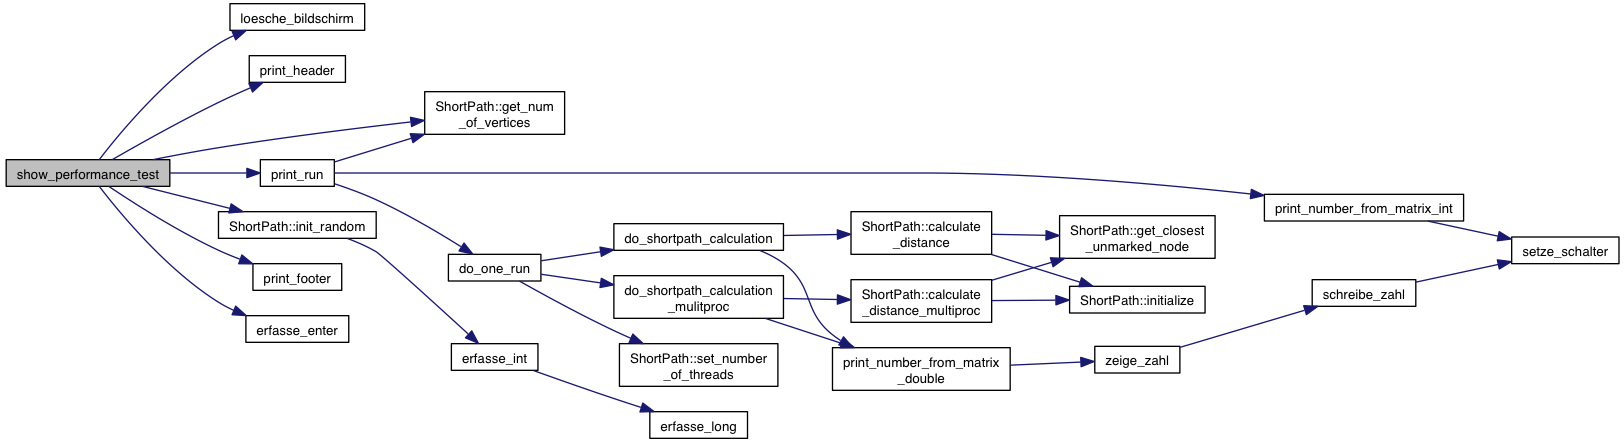 loesche_bildschirm
print_header
ShortPath::get_num
_of_vertices
show_performance_test
print_run
ShortPath::init_random
print_footer
erfasse_enter
do_one_run
erfasse_int
erfasse_long
do_shortpath_calculation
do_shortpath_calculation
_mulitproc
ShortPath::set_number
_of_threads
ShortPath::calculate
_distance
ShortPath::calculate
_distance_multiproc
print_number_from_matrix
_double
ShortPath::get_closest
_unmarked_node
ShortPath::initialize
zeige_zahl
print_number_from_matrix_int
schreibe_zahl
setze_schalter